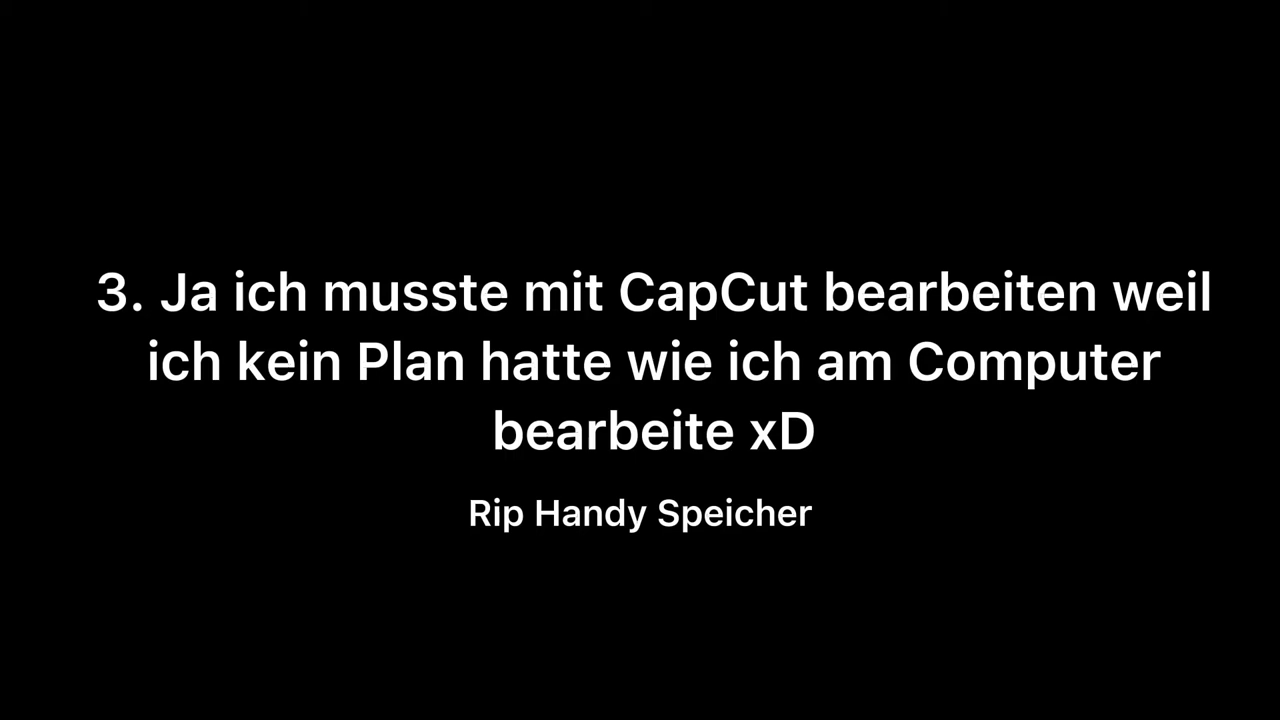 3. Ja ich musste mit CapCut bearbeiten weil
ich kein Plan hatte wie ich am Computer
bearbeite xD
Rip Handy Speicher